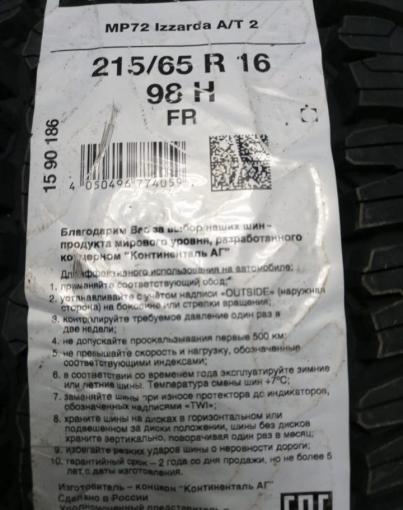 MP72 Izzarda A/T 2
215/65 R 16
98 H
FR
15 90 186
4 050496 774059
Благодарим Вас за выбор наших шин -
продукта мирового уровня, разработанного
концерном "Континенталь АГ"
Для эффективного использования на автомобиле:
1. применяйте соответствующий обод;
2. устанавливайте с учётом надписи «OUTSIDE» (наружная
сторона) на боковине или стрелки вращения;
3. контролируйте требуемое давление один раз в
две недели;
4. не допускайте проскальзывания первые 500 км;
5. не превышайте скорость и нагрузку, обозначенные
соответствующими индексами;
6. в соответствии со временем года эксплуатируйте зимние
или летние шины. Температура смены шин +7°С;
7. заменяйте шины при износе протектора до индикаторов,
обозначенных надписями «TWI»;
8. храните шины на дисках в горизонтальном или
подвешенном за диски положении, шины без дисков
храните вертикально, поворачивая один раз в месяц;
9. избегайте резких ударов шины о неровности дороги;
10. гарантийный срок – 2 года со дня продажи, но не более 5
лет с даты изготовления.
Изготовитель - концерн "Континенталь АГ"
Сделано в России
Уполномоченный представитель